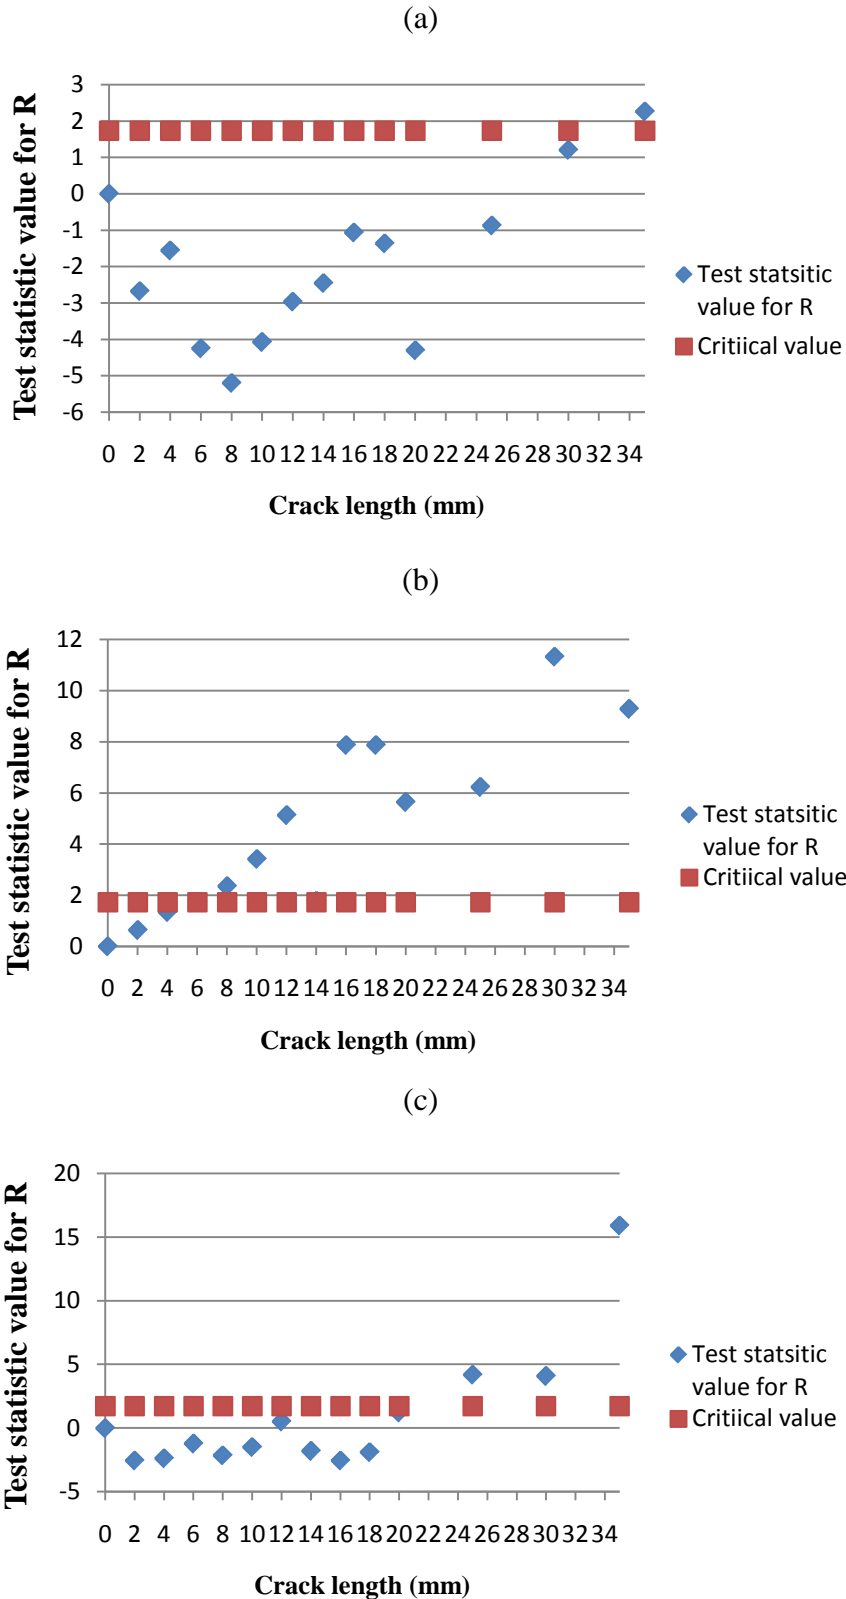 (a)
Test statistic value for R
3
2
1
0
-1
-2
-3
-4
-5
-6
0 2 4 6 8 10 12 14 16 18 20 22 24 26 28 30 32 34
Crack length (mm)
Test statsitic
value for R
Critiical value
(b)
Test statistic value for R
12
10
8
6
4
2
0
0 2 4 6 8 10 12 14 16 18 20 22 24 26 28 30 32 34
Crack length (mm)
Test statsitic
value for R
Critiical value
(c)
Test statistic value for R
20
15
10
5
0
-5
0 2 4 6 8 10 12 14 16 18 20 22 24 26 28 30 32 34
Crack length (mm)
Test statsitic
value for R
Critiical value